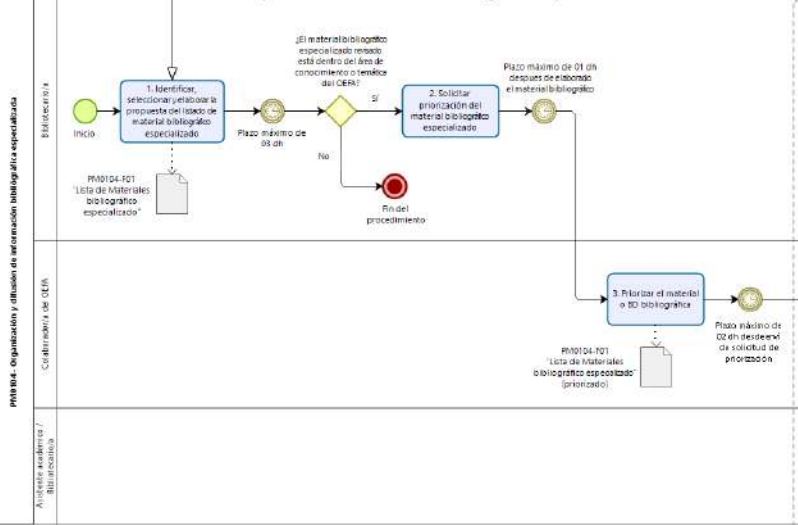 PM0104 - Organización y difusión de información bibliográfica especializada
Bibliotecario/a
Inicio
1. Identificar,
seleccionar y elaborar la
propuesta del listado de
material bibliográfico
especializado
PM0104-F01
"Lista de Materiales
bibliográfico
especializado"
Plazo máximo de
03 dh
¿El material bibliográfico
especializado revisado
está dentro del área de
conocimiento o temática
del OEFA?
Sí
No
Fin del
procedimiento
2. Solicitar
priorización del
material bibliográfico
especializado
Plazo máximo de 01 dh
después de elaborado
el material bibliográfico
Colaborador/a del OEFA
3. Priorizar el material
o BD bibliográfica
PM0104-F01
"Lista de Materiales
bibliográfico especializado"
(priorizado)
Plazo máximo de
02 dh desde envi
de solicitud de
priorización
Asistente académico /
Bibliotecario/a